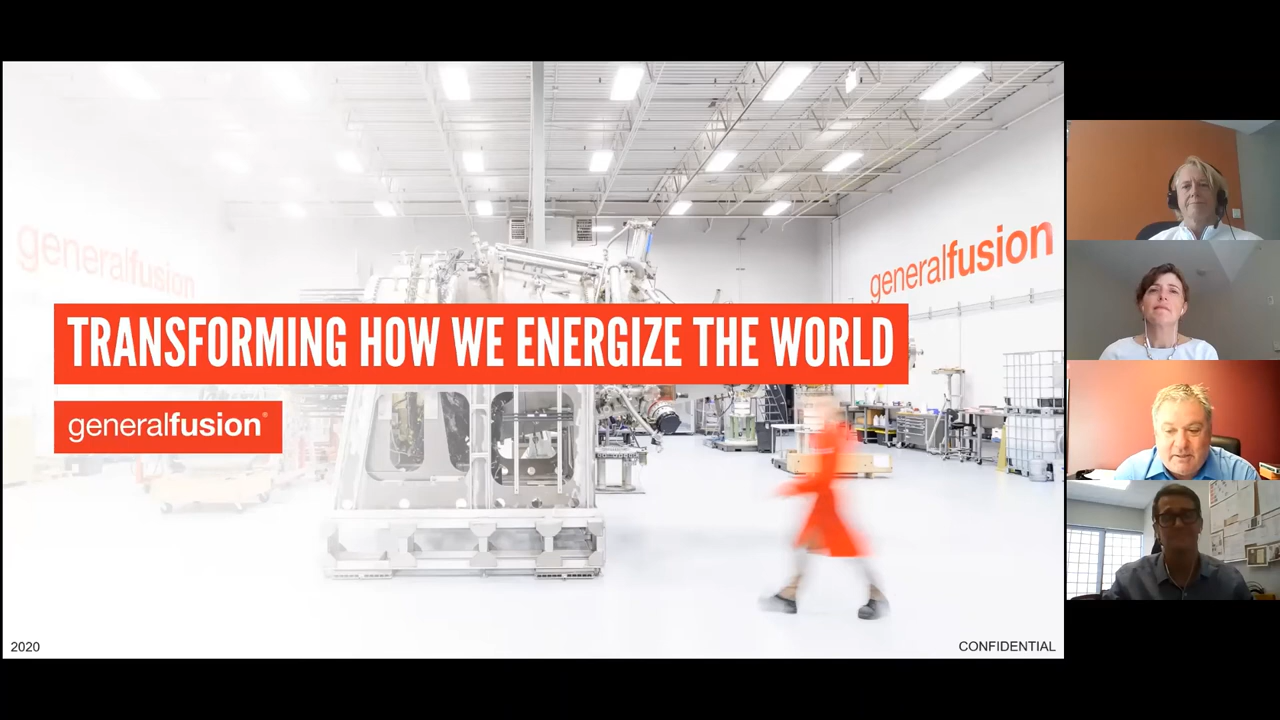 generalfusion
generalfusion
TRANSFORMING HOW WE ENERGIZE THE WORLD
generalfusion®
2020
CONFIDENTIAL